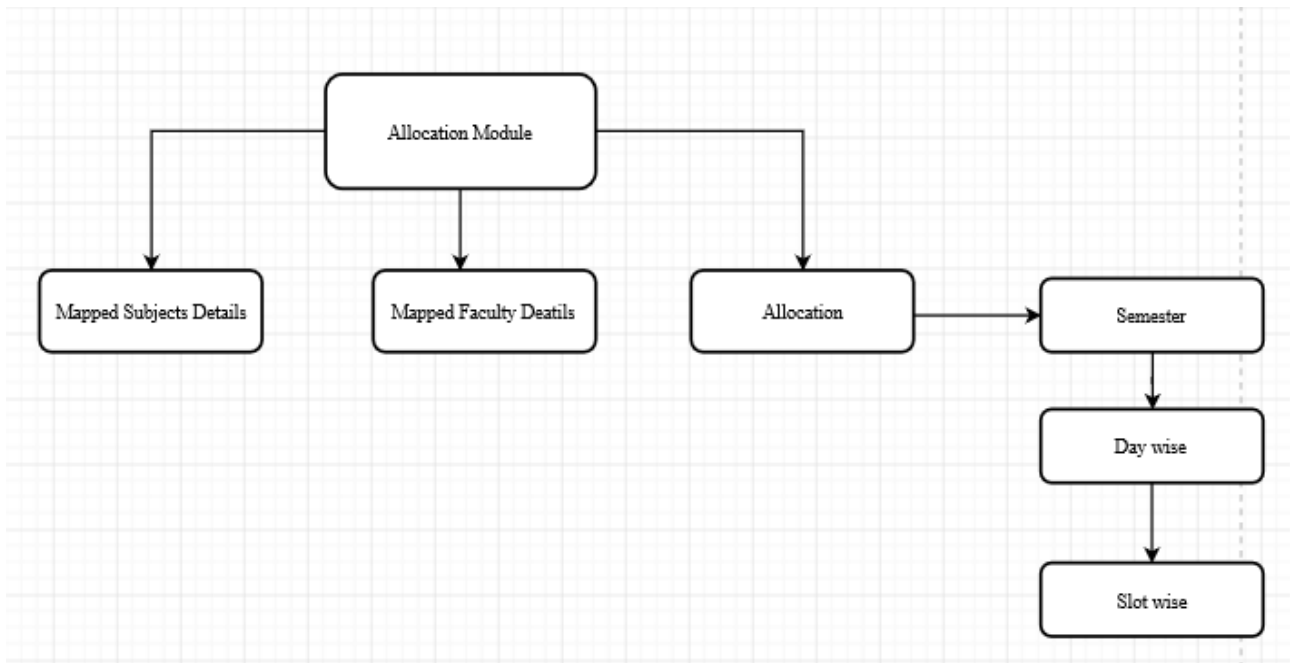 Allocation Module
Mapped Subjects Details
Mapped Faculty Deatils
Allocation
Semester
Day wise
Slot wise